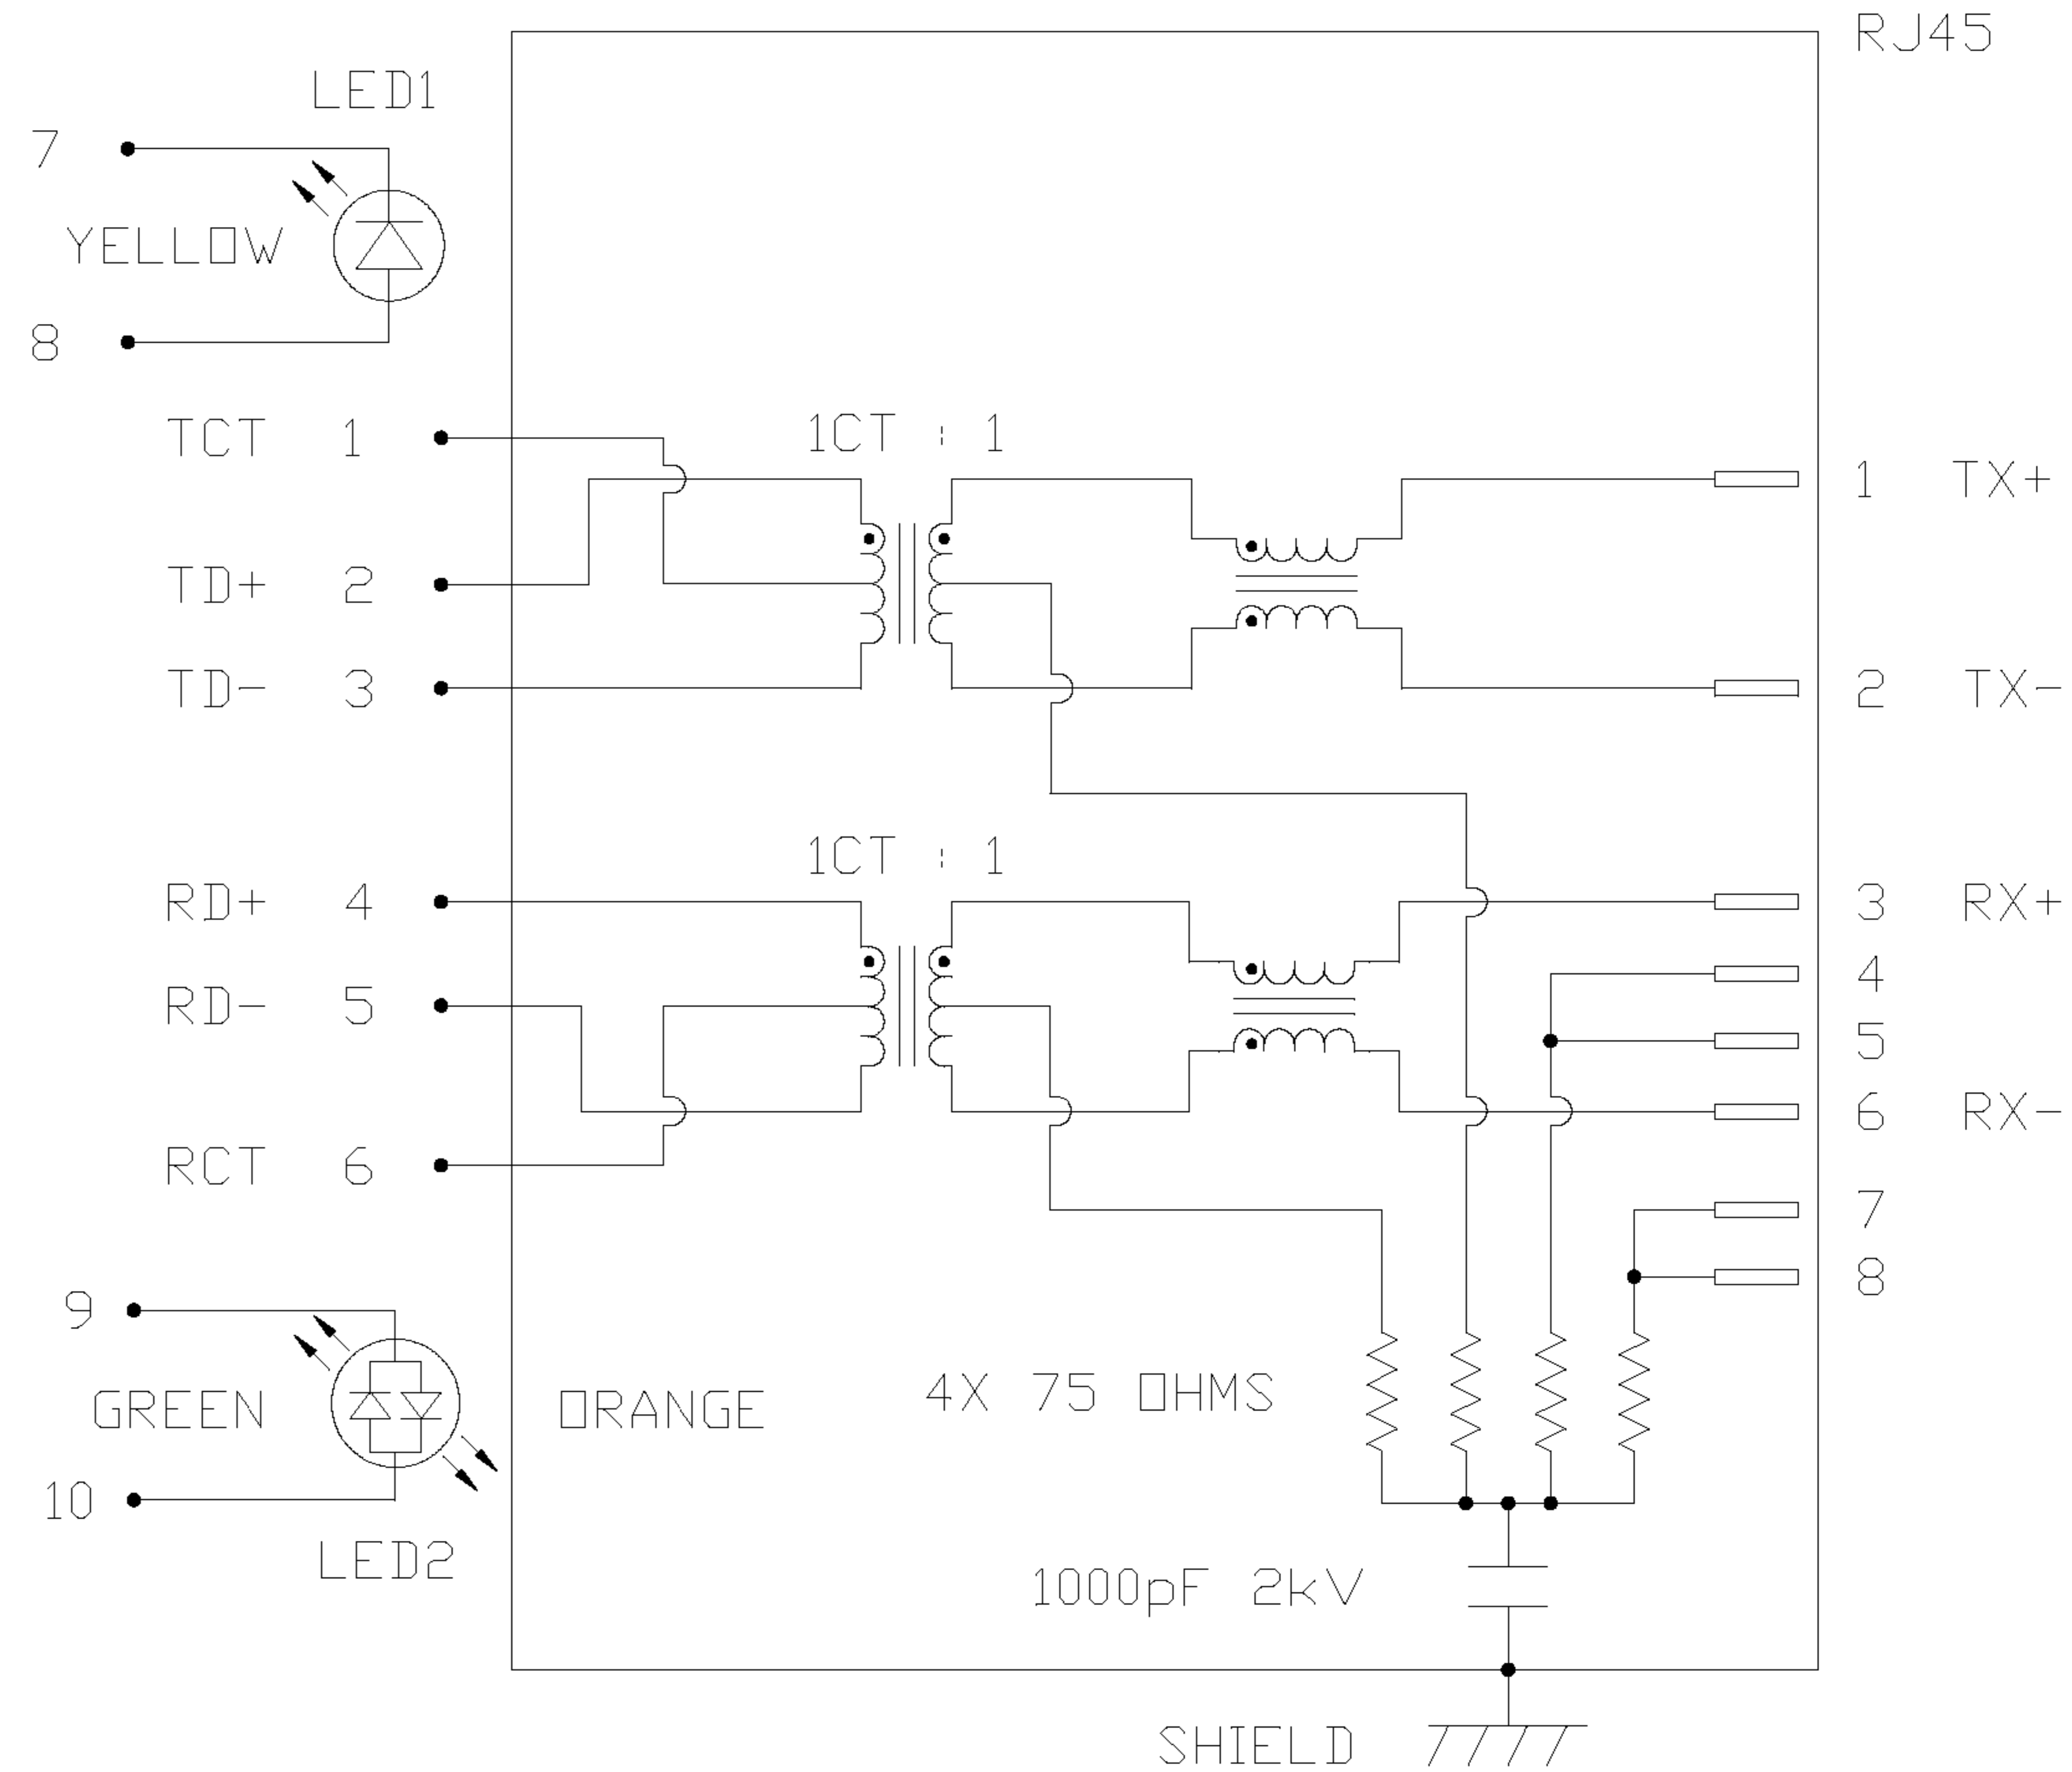 RJ45
LED1
7
YELLOW
8
TCT 1
1CT : 1
1 TX+
TD+ 2
TD- 3
2 TX-
1CT : 1
RD+ 4
3 RX+
4
RD- 5
5
6 RX-
RCT 6
7
8
9
GREEN
ORANGE
4X 75 OHMS
10
LED2
1000pF 2kV
SHIELD